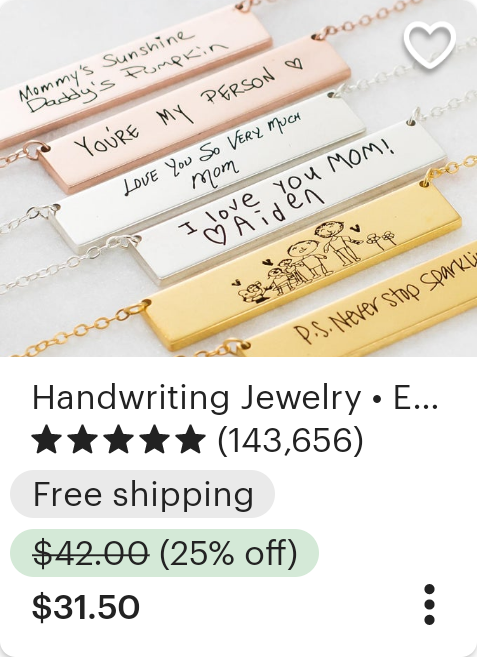 Mommy's Sunshine
Daddy's Pumpkin
YOU'RE MY PERSON
LOVE YOU SO VERY MUCH
mom
I love you MOM!
Aiden
P.S. Never stop sparklin
Handwriting Jewelry • E...
(143,656)
Free shipping
$42.00 (25% off)
$31.50